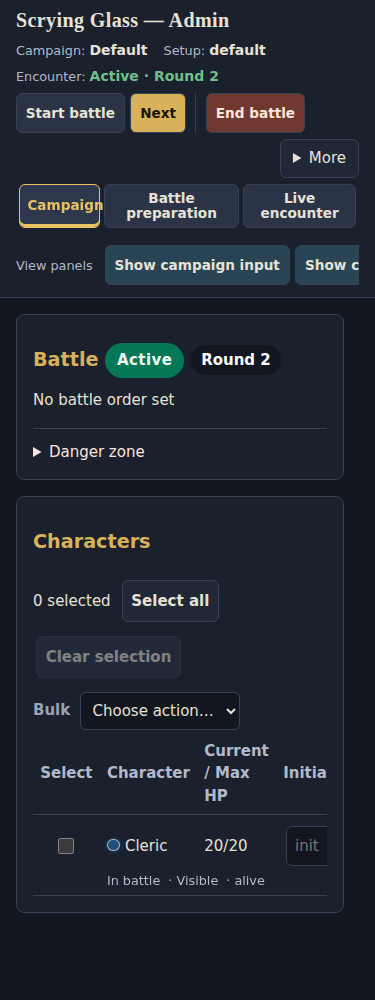 Scrying Glass — Admin
Campaign: Default Setup: default
Encounter: Active · Round 2
Start battle Next End battle
▶ More
Campaign Battle preparation Live encounter
View panels Show campaign input Show c
Battle Active Round 2
No battle order set
▶ Danger zone
Characters
0 selected Select all
Clear selection
Bulk Choose action...
Select Character Current / Max HP Initia
Cleric 20/20 init
In battle · Visible · alive